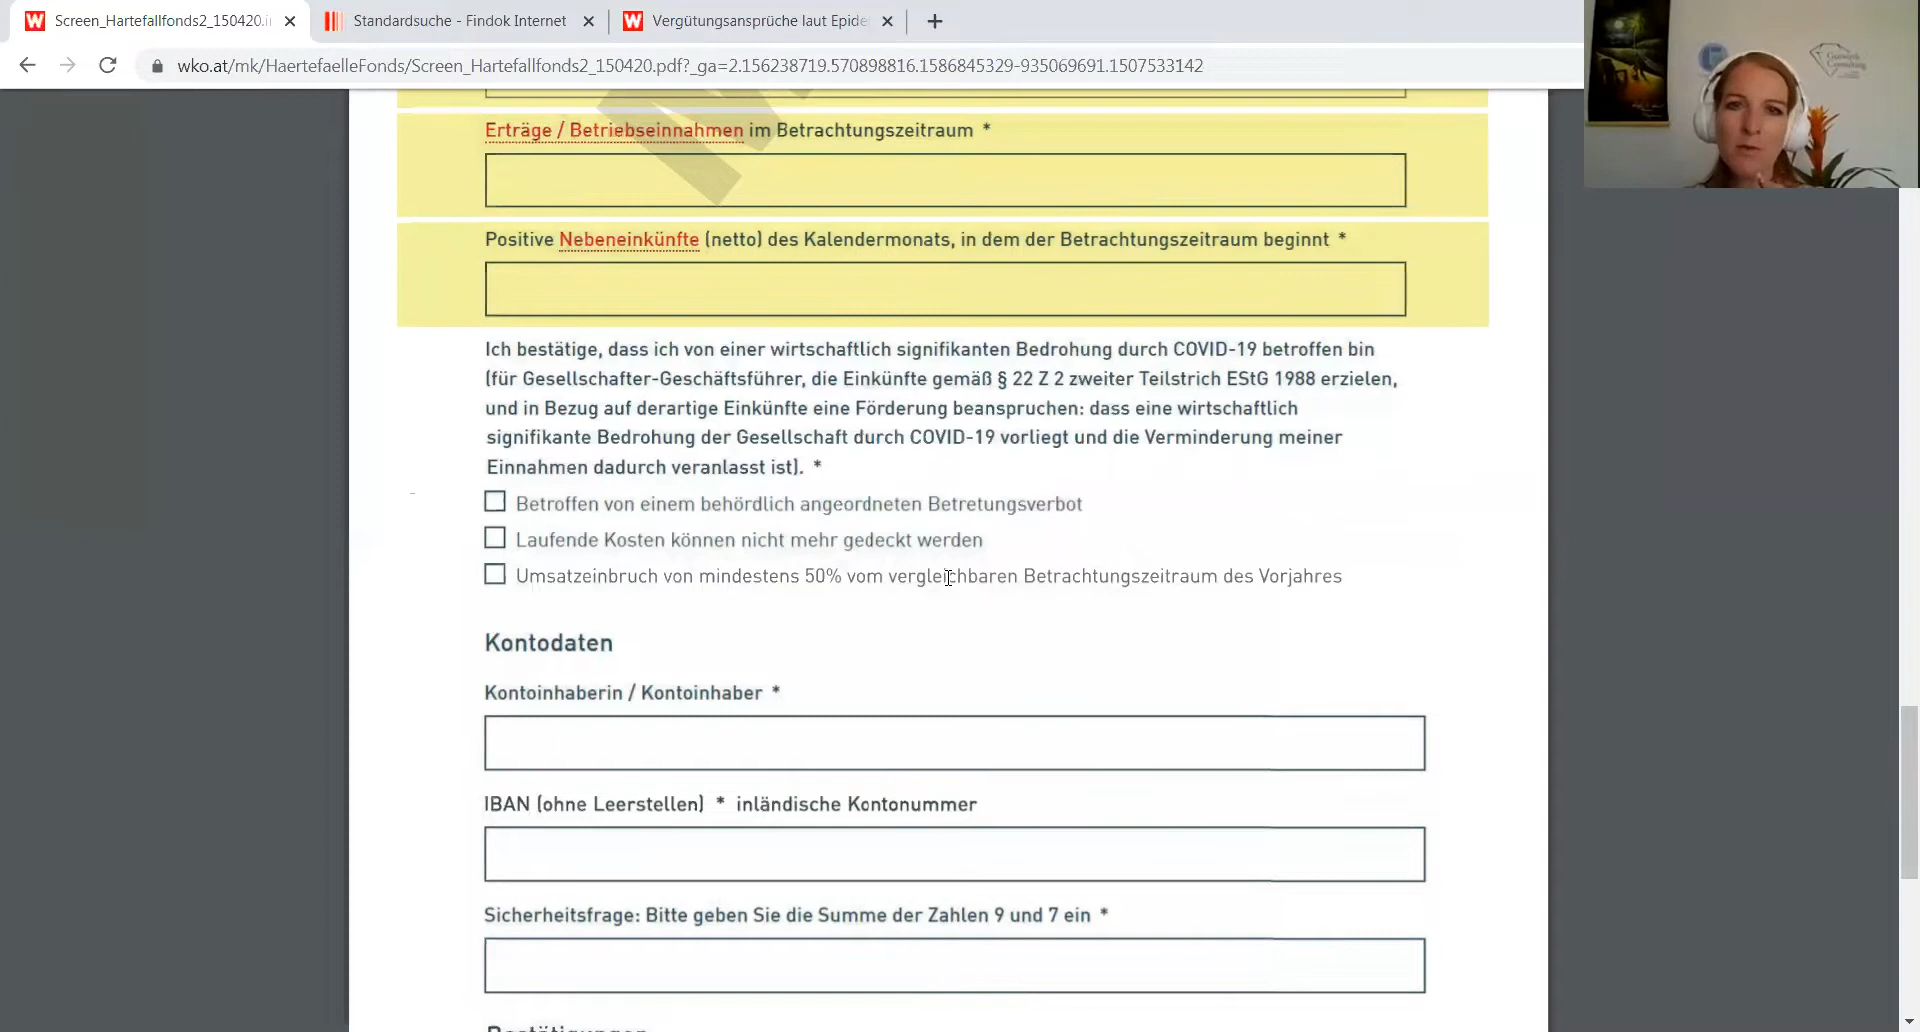 Screen_Hartefallfonds2_150420.i
Standardsuche - Findok Internet
Vergütungsansprüche laut Epide
wko.at/mk/HaertefaelleFonds/Screen_Hartefallfonds2_150420.pdf?_ga=2.156238719.570898816.1586845329-935069691.1507533142
Erträge / Betriebseinnahmen im Betrachtungszeitraum *
Positive Nebeneinkünfte (netto) des Kalendermonats, in dem der Betrachtungszeitraum beginnt *
Ich bestätige, dass ich von einer wirtschaftlich signifikanten Bedrohung durch COVID-19 betroffen bin
(für Gesellschafter-Geschäftsführer, die Einkünfte gemäß § 22 Z 2 zweiter Teilstrich EStG 1988 erzielen,
und in Bezug auf derartige Einkünfte eine Förderung beanspruchen: dass eine wirtschaftlich
signifikante Bedrohung der Gesellschaft durch COVID-19 vorliegt und die Verminderung meiner
Einnahmen dadurch veranlasst ist). *
Betroffen von einem behördlich angeordneten Betretungsverbot
Laufende Kosten können nicht mehr gedeckt werden
Umsatzeinbruch von mindestens 50% vom vergleichbaren Betrachtungszeitraum des Vorjahres
Kontodaten
Kontoinhaberin / Kontoinhaber *
IBAN (ohne Leerstellen) * inländische Kontonummer
Sicherheitsfrage: Bitte geben Sie die Summe der Zahlen 9 und 7 ein *
Bestätigungen